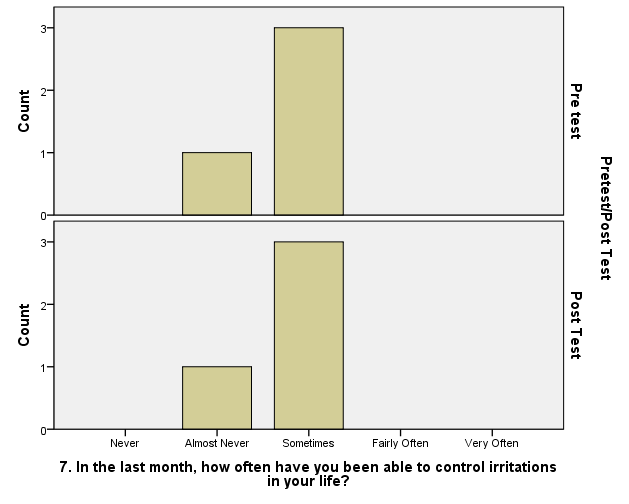 3
2
1
0
Count
Pre test
3
2
1
0
Count
Post Test
Pretest/Post Test
Never
Almost Never
Sometimes
Fairly Often
Very Often
7. In the last month, how often have you been able to control irritations
in your life?